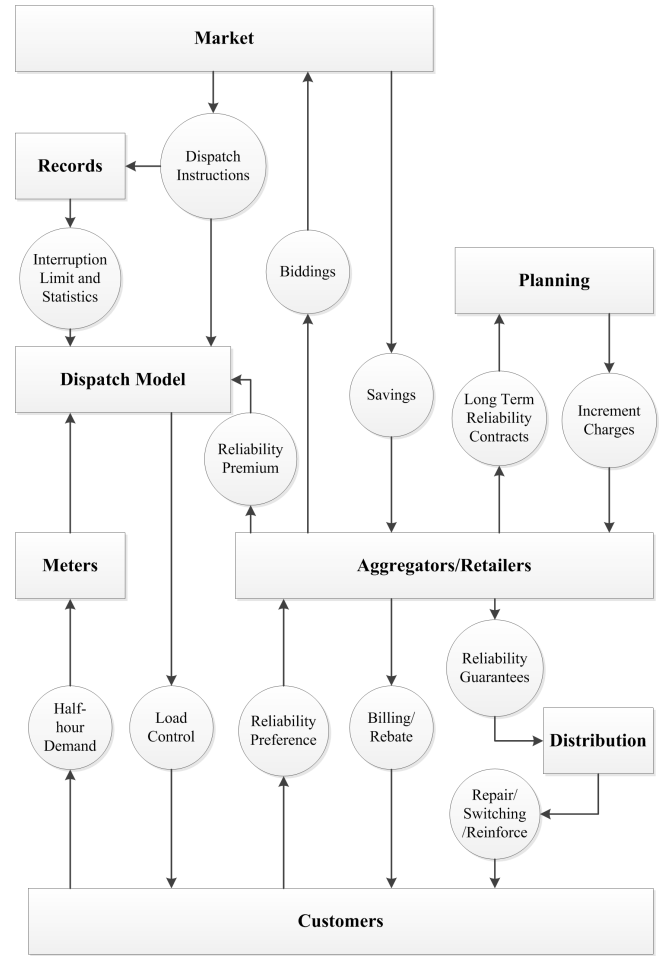 Market
Records
Dispatch
Instructions
Interruption
Limit and
Statistics
Biddings
Planning
Dispatch Model
Savings
Long Term
Reliability
Contracts
Increment
Charges
Reliability
Premium
Meters
Aggregators/Retailers
Reliability
Guarantees
Half-
hour
Demand
Load
Control
Reliability
Preference
Billing/
Rebate
Distribution
Repair/
Switching
/Reinforce
Customers